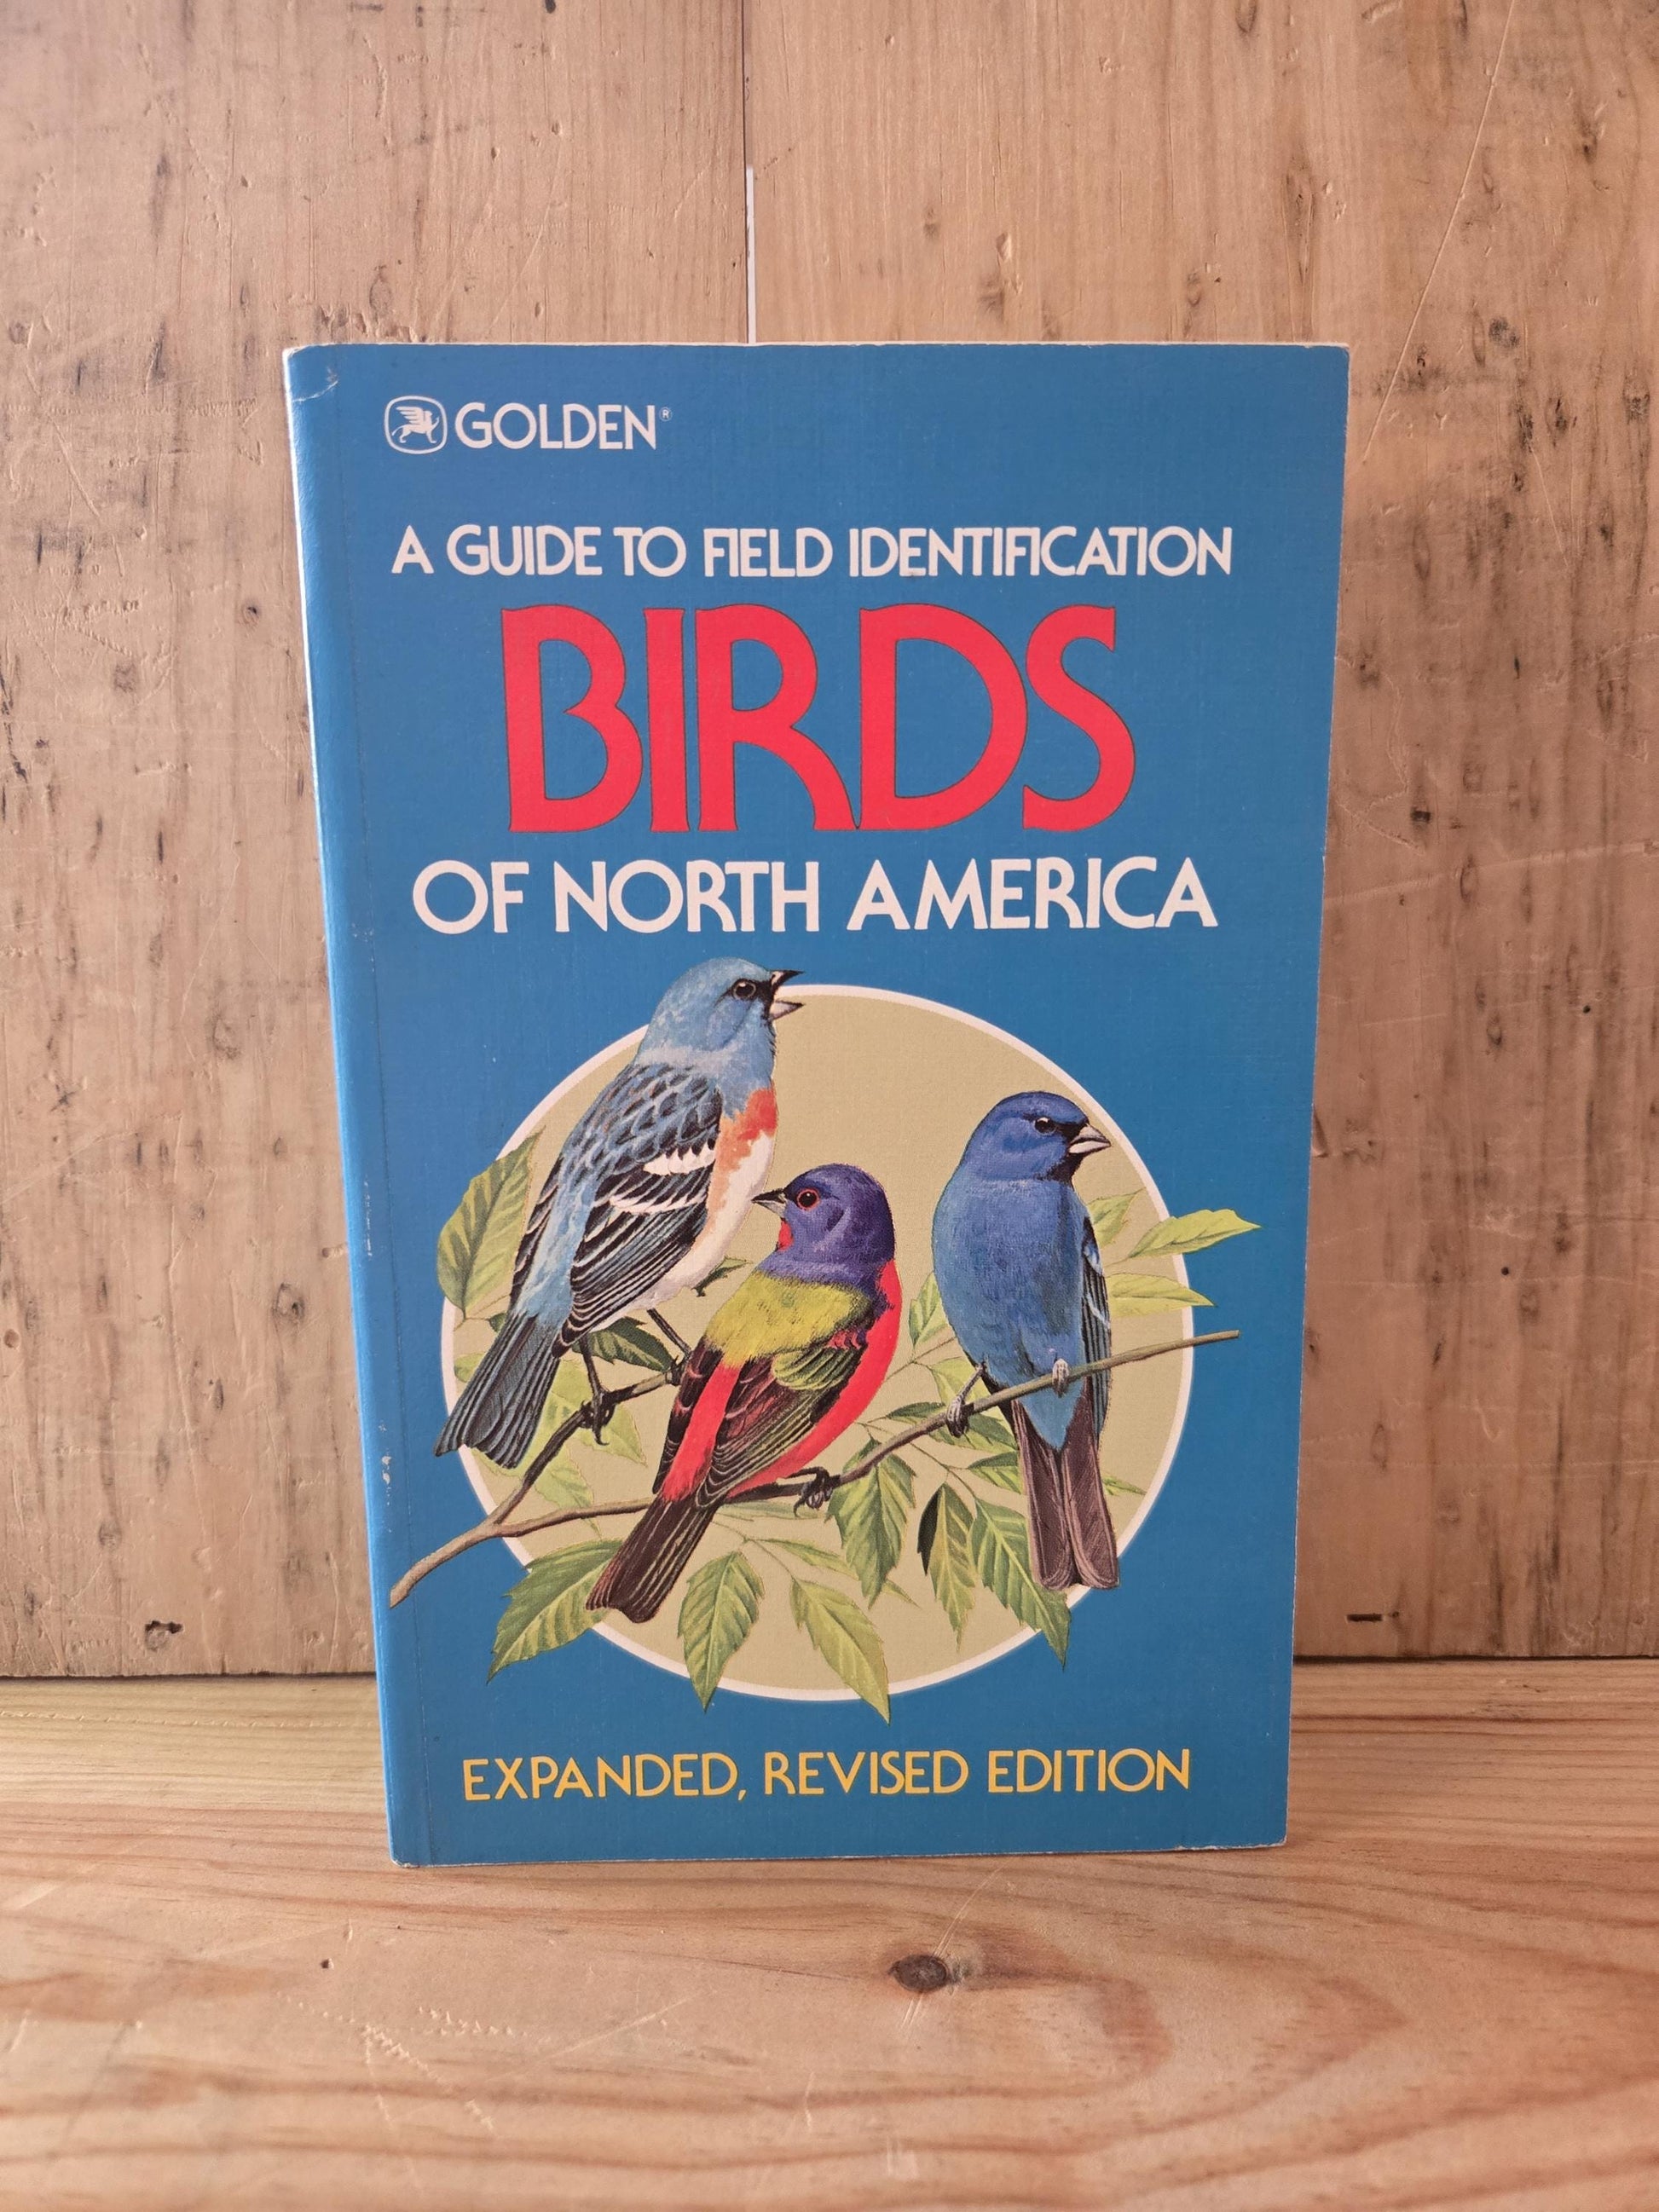 GOLDEN®
A GUIDE TO FIELD IDENTIFICATION
BIRDS
OF NORTH AMERICA
EXPANDED, REVISED EDITION